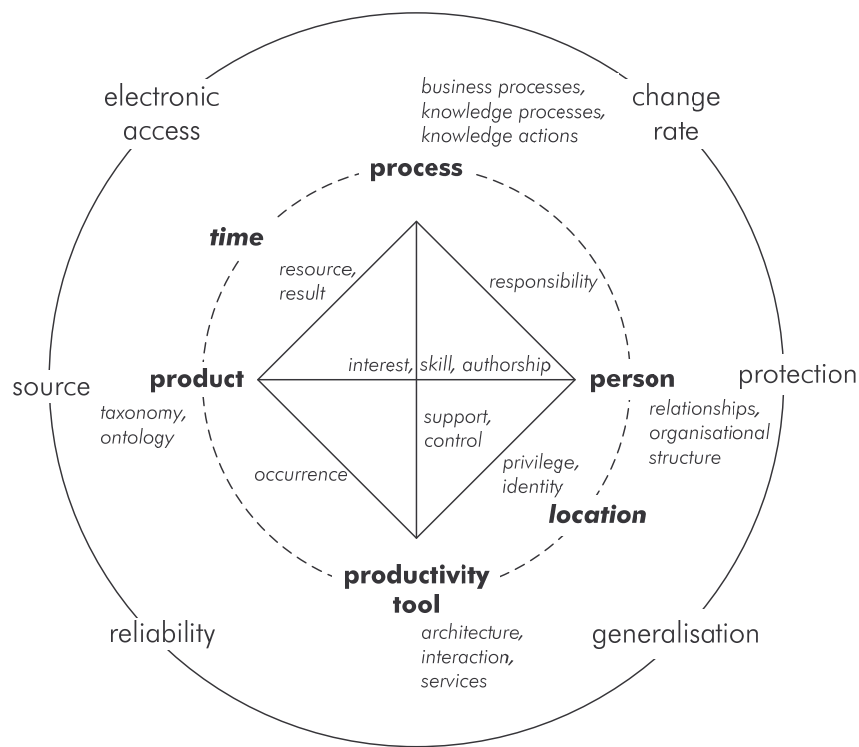 electronic
access
business processes,
knowledge processes,
knowledge actions
change
rate
process
time
resource,
result
responsibility
interest, skill, authorship
source
product
person
protection
taxonomy,
ontology
support,
control
relationships,
organisational
structure
occurrence
privilege,
identity
location
productivity
tool
reliability
architecture,
interaction,
services
generalisation